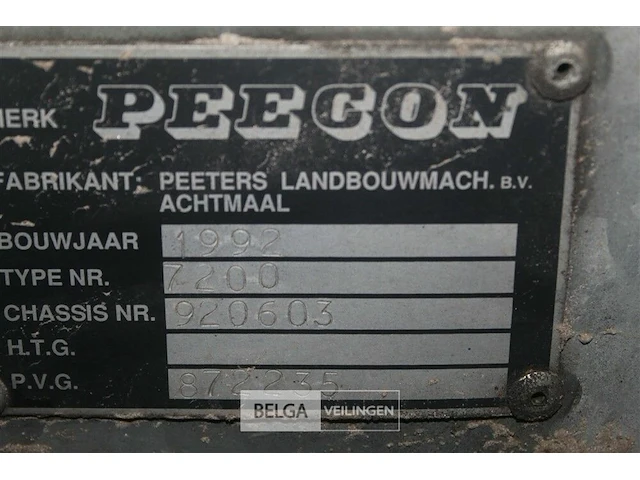 MERK PEECON
FABRIKANT: PEETERS LANDBOUWMACH. B.V.
ACHTMAAL
BOUWJAAR 1992
TYPE NR. 7200
CHASSIS NR. 920603
H.T.G.
P.V.G. 872235
BELGA VEILINGEN